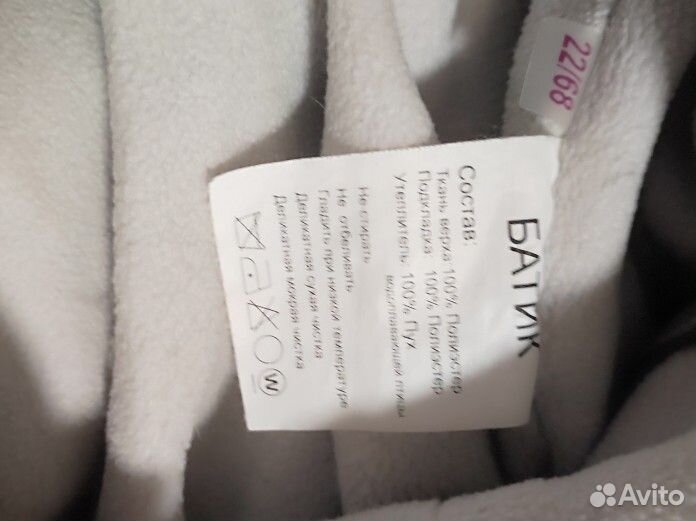 22/68
БАТИК
Состав:
Ткань верха:100% Полиэстер
Подкладка: 100% Полиэстер
Утеплитель: 100% Пух
водоплавающей птицы
Не стирать
Не отбеливать
Гладить при низкой температуре
Деликатная сухая чистка
Деликатная мокрая чистка
W
Avito